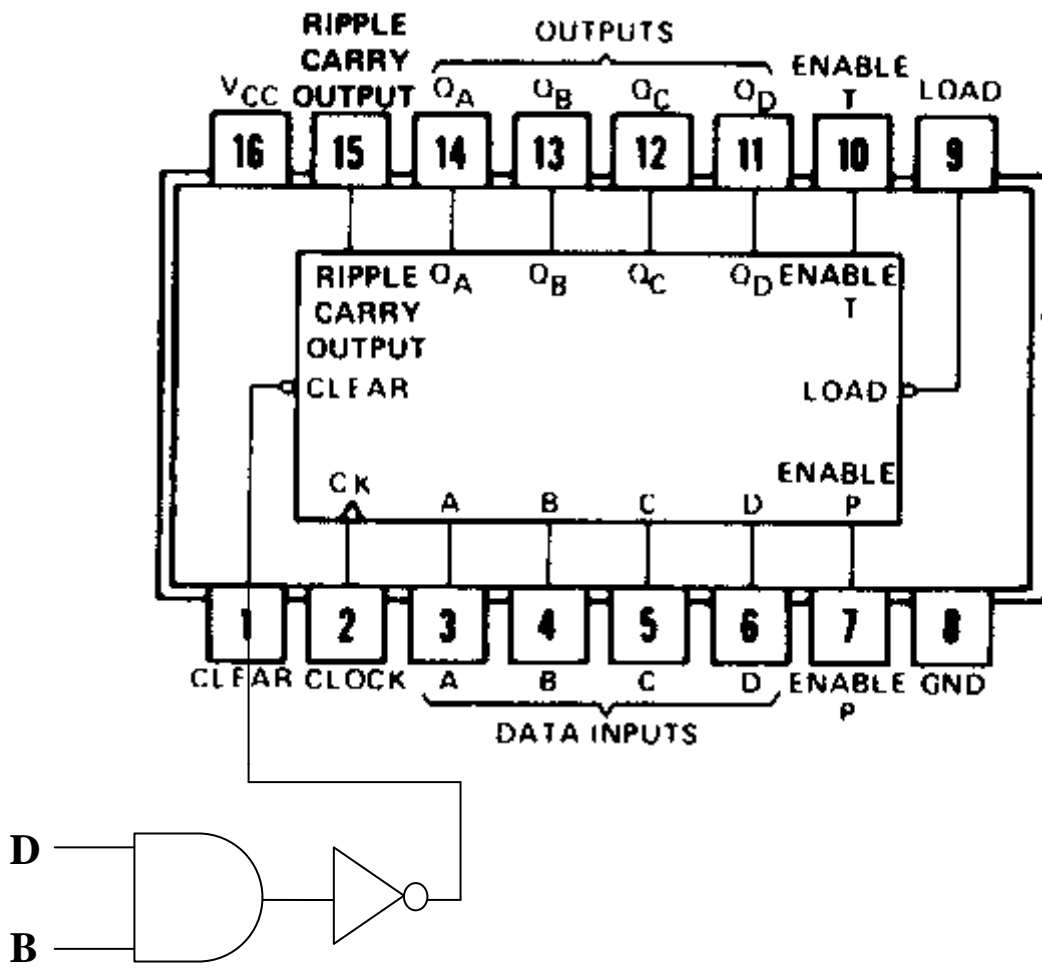 RIPPLE CARRY OUTPUT
OUTPUTS
VCC
QA QB QC QD
ENABLE T
LOAD
16 15 14 13 12 11 10 9
RIPPLE CARRY OUTPUT
QA QB QC QD
ENABLE T
CLEAR
LOAD
CK
A B C D
ENABLE P
1 2 3 4 5 6 7 8
CLEAR CLOCK A B C D ENABLE P GND
DATA INPUTS
D
B